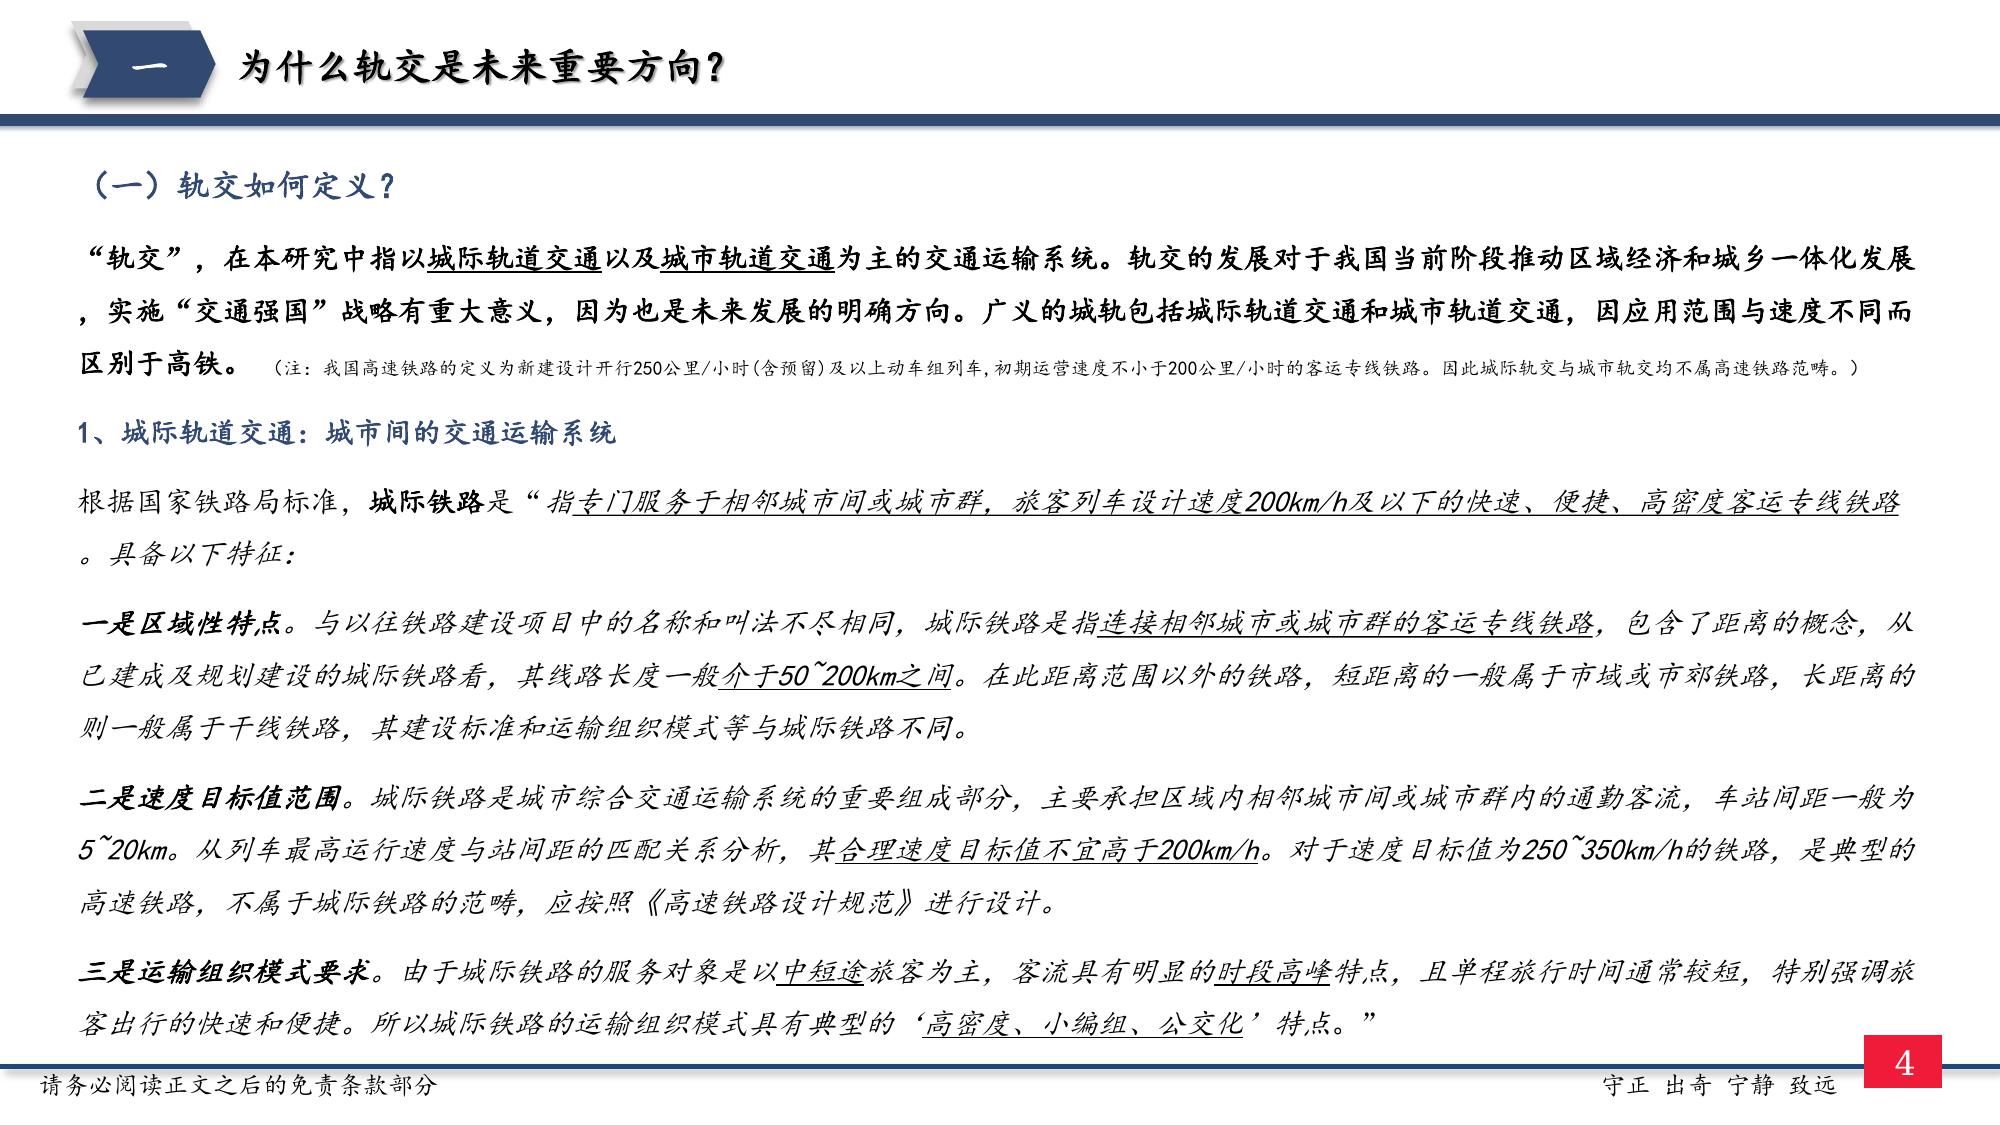 一
为什么轨交是未来重要方向？
（一）轨交如何定义？
“轨交”，在本研究中指以城际轨道交通以及城市轨道交通为主的交通运输系统。轨交的发展对于我国当前阶段推动区域经济和城乡一体化发展
，实施“交通强国”战略有重大意义，因为也是未来发展的明确方向。广义的城轨包括城际轨道交通和城市轨道交通，因应用范围与速度不同而
区别于高铁。（注：我国高速铁路的定义为新建设计开行250公里/小时(含预留)及以上动车组列车,初期运营速度不小于200公里/小时的客运专线铁路。因此城际轨交与城市轨交均不属高速铁路范畴。）
1、城际轨道交通：城市间的交通运输系统
根据国家铁路局标准，城际铁路是“指专门服务于相邻城市间或城市群，旅客列车设计速度200km/h及以下的快速、便捷、高密度客运专线铁路
。具备以下特征：
一是区域性特点。与以往铁路建设项目中的名称和叫法不尽相同，城际铁路是指连接相邻城市或城市群的客运专线铁路，包含了距离的概念，从
已建成及规划建设的城际铁路看，其线路长度一般介于50~200km之间。在此距离范围以外的铁路，短距离的一般属于市域或市郊铁路，长距离的
则一般属于干线铁路，其建设标准和运输组织模式等与城际铁路不同。
二是速度目标值范围。城际铁路是城市综合交通运输系统的重要组成部分，主要承担区域内相邻城市间或城市群内的通勤客流，车站间距一般为
5~20km。从列车最高运行速度与站间距的匹配关系分析，其合理速度目标值不宜高于200km/h。对于速度目标值为250~350km/h的铁路，是典型的
高速铁路，不属于城际铁路的范畴，应按照《高速铁路设计规范》进行设计。
三是运输组织模式要求。由于城际铁路的服务对象是以中短途旅客为主，客流具有明显的时段高峰特点，且单程旅行时间通常较短，特别强调旅
客出行的快速和便捷。所以城际铁路的运输组织模式具有典型的‘高密度、小编组、公交化’特点。”
请务必阅读正文之后的免责条款部分
守正 出奇 宁静 致远
4